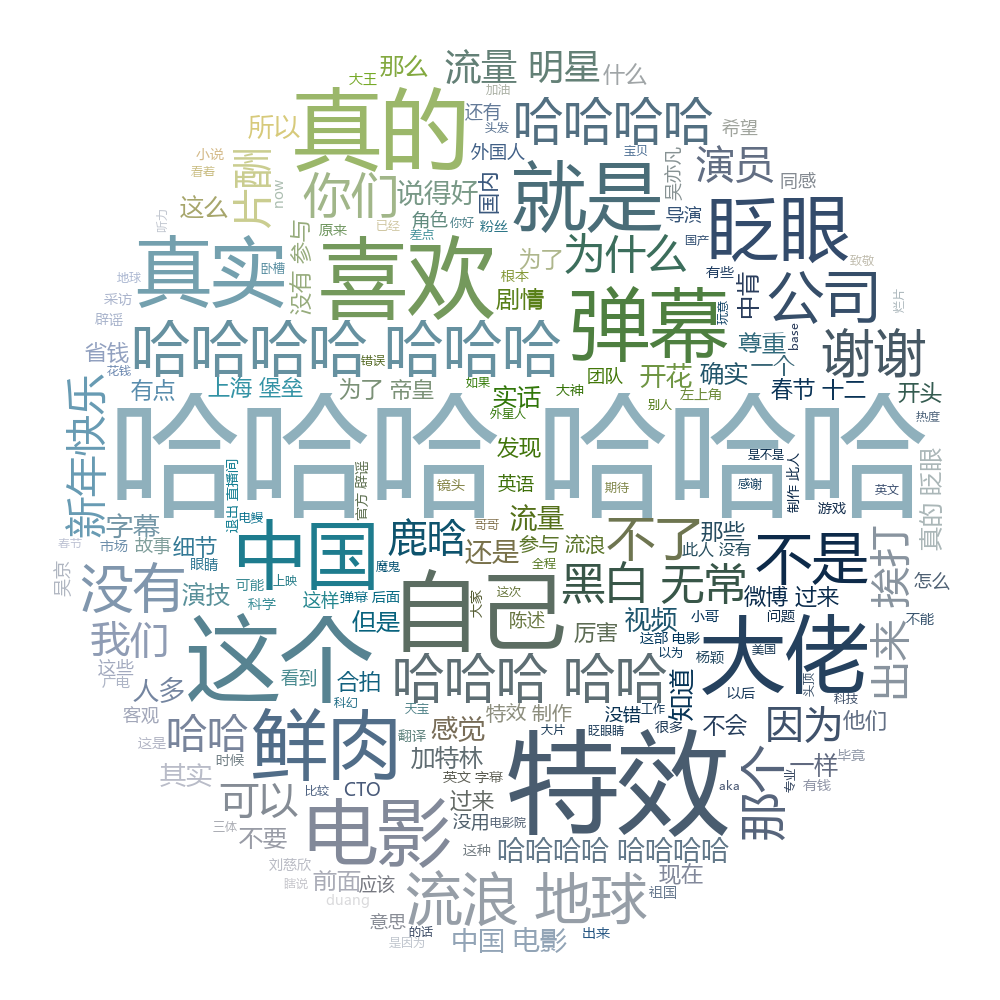 大王
那么
流量 明星
什么
加油
真的
还有
哈哈哈哈
所以
头发
希望
小说
看着
片酬
now
外国人
宝贝
吴亦凡
演员
同感
这么
你们
说得好
国内
就是
眨眼
角色
你好
粉丝
导演
差点
已经
原来
没有 参与
国产
真实
卧槽
喜欢
为了
为什么
致敬
地球
采访
辟谣
根本
剧情
弹幕
玩意
有些
中肯
公司
烂片
省钱
花钱
哈哈哈哈 哈哈哈
错误
尊重
base
谢谢
一个
新年快乐
有点
上海 堡垒
为了 帝皇
如果
实话
大神
团队
开花
确实
左上角
春节 十二
开头
外星人
别人
热度
哈哈哈 哈哈哈
发现
是不是
真的 眨眼
退出 直播间
官方 辟谣
镜头
英语
期待
感谢
制作 此人
英文
游戏
字幕
电鳗
哥哥
流量
不了
那些
春节
市场
故事
细节
中国
鹿晗
还是
参与 流浪
此人 没有
不是
挨打
眼睛
魔鬼
全程
吴京
没有
演技
可能
上映
科学
这样
弹幕 后面
自己
大家
这次
黑白 无常
微博 过来
怎么
但是
陈述
视频
小哥
问题
不能
我们
这个
厉害
这部 电影
大佬
出来
这些
广电
看到
合拍
哈哈哈 哈哈
以为
杨颖
美国
人多
科幻
知道
以后
头顶
科技
客观
哈哈
鲜肉
天宝
特效 制作
没错
工作
因为
他们
这是
时候
翻译
感觉
大片
眨眼睛
很多
不会
其实
加特林
特效
那个
一样
毕竟
可以
比较
CTO
英文 字幕
aka
专业
有钱
三体
不要
电影
过来
没用
电影院
刘慈欣
这种
哈哈哈哈 哈哈哈哈
瞎说
前面
应该
现在
duang
流浪 地球
祖国
意思
的话
是因为
中国 电影
出来